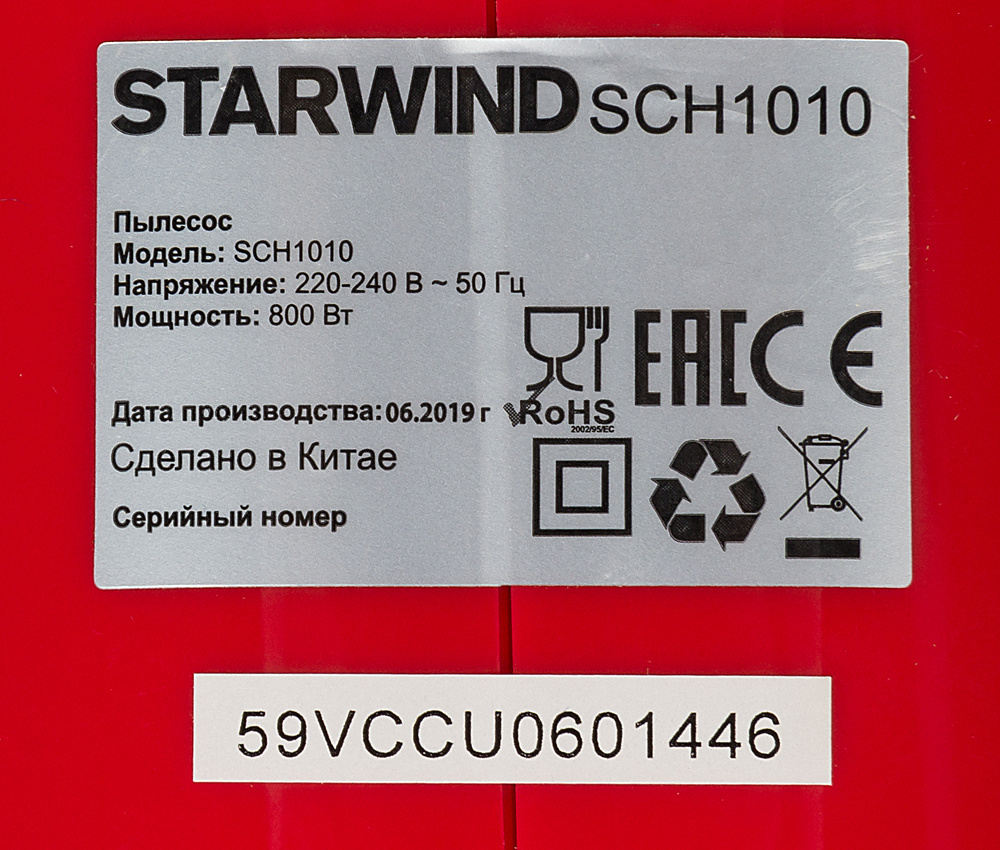 STARWIND SCH1010
Пылесос
Модель: SCH1010
Напряжение: 220-240 В ~ 50 Гц
Мощность: 800 Вт
EAC CE
Дата производства: 06.2019 г
RoHS
2002/95/EC
Сделано в Китае
Серийный номер
59VCCU0601446